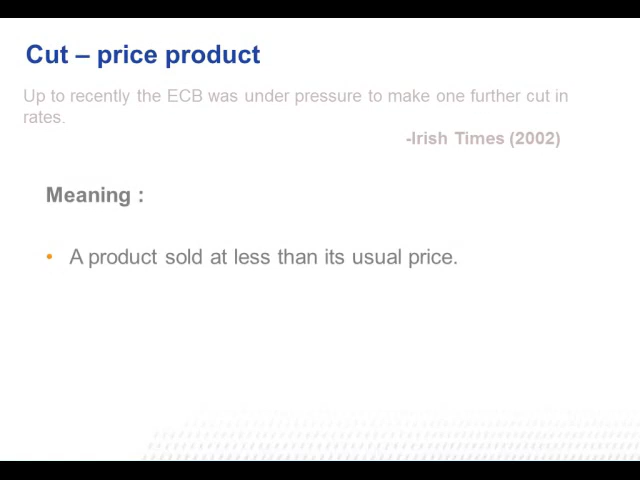 Cut – price product
Up to recently the ECB was under pressure to make one further cut in
rates.
-Irish Times (2002)
Meaning :
• A product sold at less than its usual price.